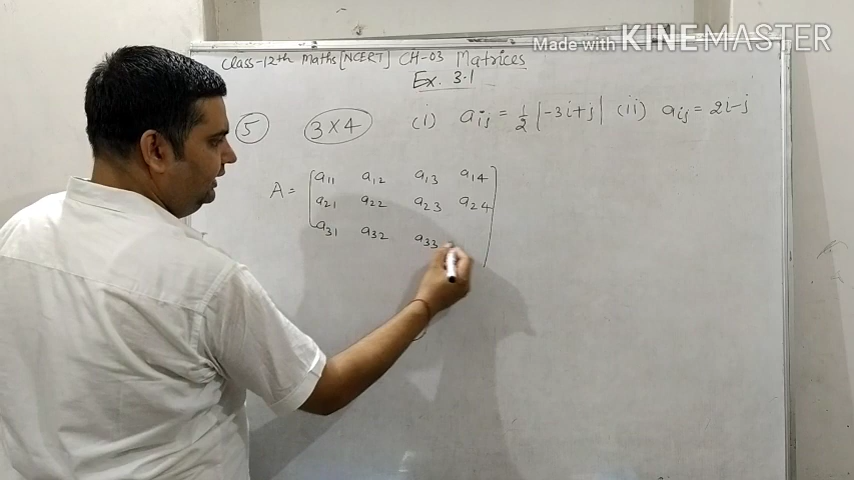 Made with KINEMASTER
Class-12th Maths [NCERT] CH-03 Matrices
Ex. 3.1
5 3×4 (i) aij = 1/2 |-3i+j| (ii) aij = 2i-j
a11 a12 a13 a14
A = a21 a22 a23 a24
a31 a32 a33